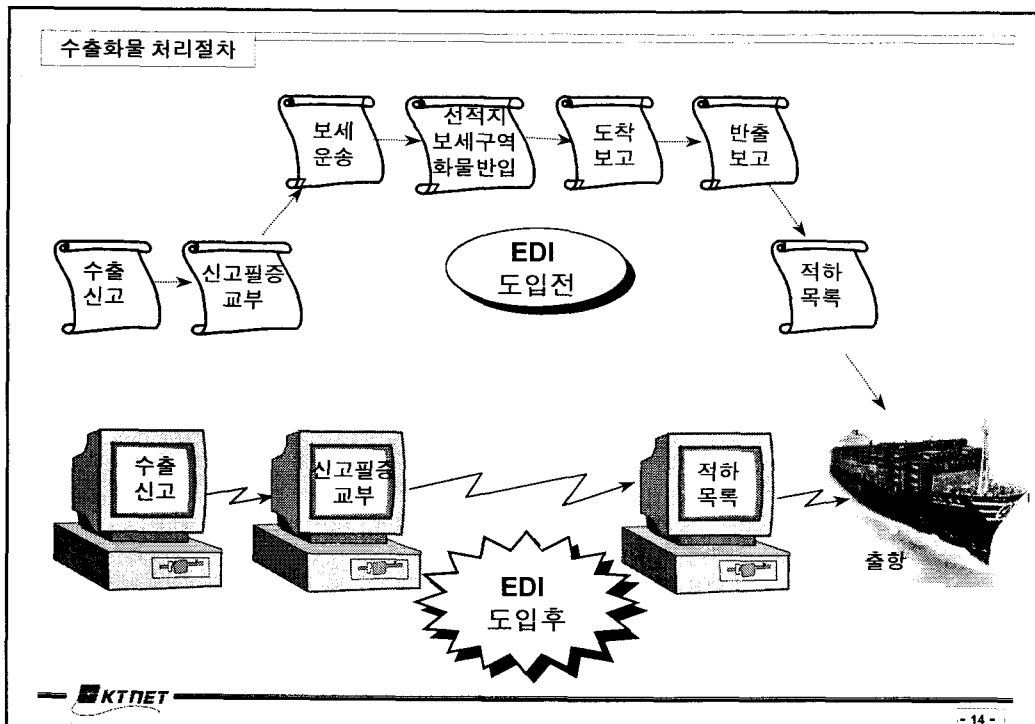 수출화물 처리절차
보세
운송
선적지
보세구역
화물반입
도착
보고
반출
보고
수출
신고
신고필증
교부
EDI
도입전
적하
목록
수출
신고
신고필증
교부
적하
목록
출항
EDI
도입후
KTNET
- 14 -